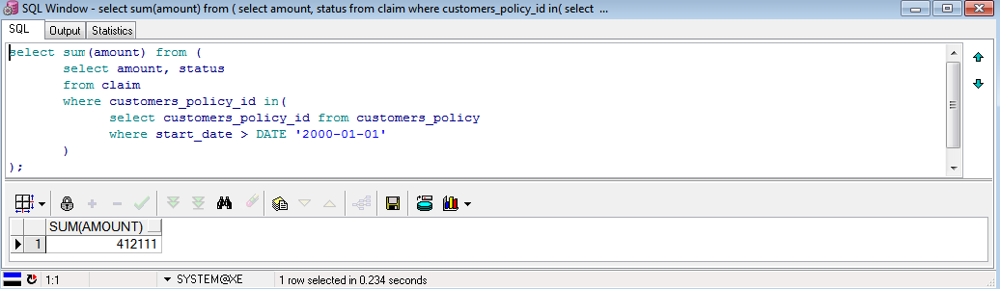 SQL Window - select sum(amount) from ( select amount, status from claim where customers_policy_id in( select ...
SQL Output Statistics
select sum(amount) from (
select amount, status
from claim
where customers_policy_id in(
select customers_policy_id from customers_policy
where start_date > DATE '2000-01-01'
)
);
SUM(AMOUNT)
1 412111
1:1 SYSTEM@XE 1 row selected in 0.234 seconds